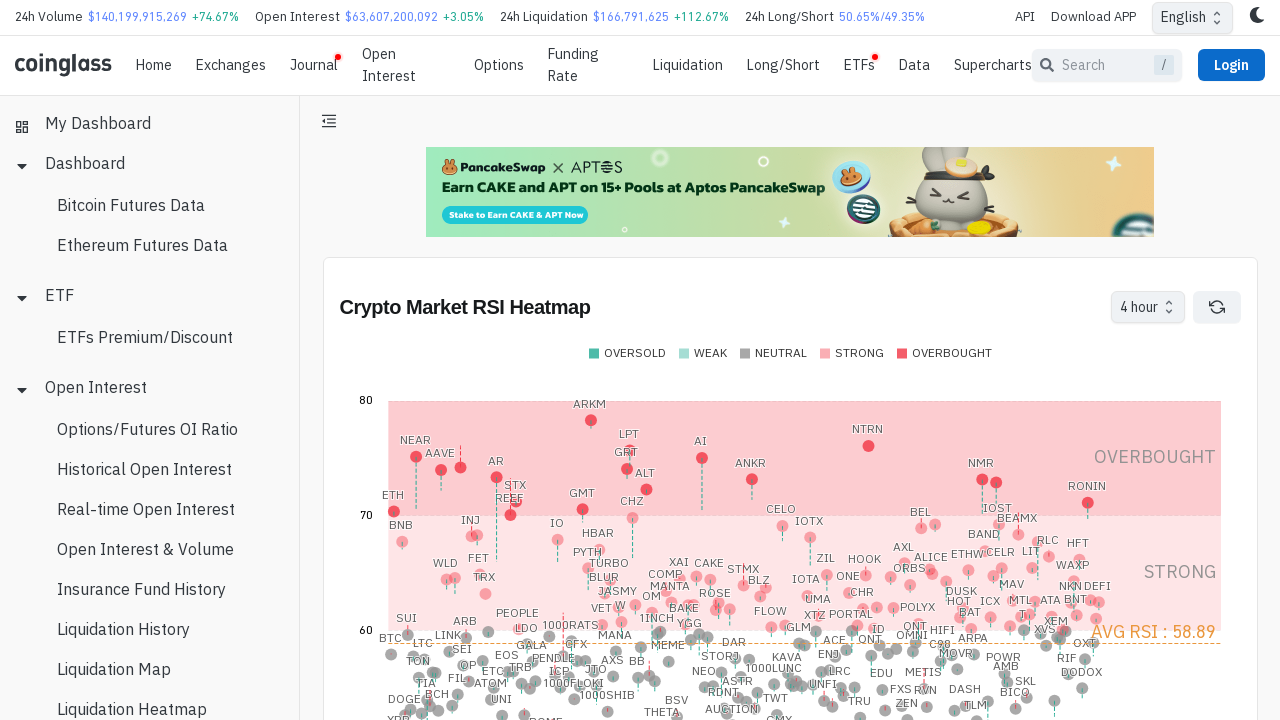 24h Volume $140,199,915,269 +74.67% Open Interest $63,607,200,092 +3.05% 24h Liquidation $166,791,625 +112.67% 24h Long/Short 50.65%/49.35% API Download APP English
coinglass Home Exchanges Journal Open Interest Options Funding Rate Liquidation Long/Short ETFs Data Supercharts Search / Login
My Dashboard
Dashboard
Bitcoin Futures Data
Ethereum Futures Data
ETF
ETFs Premium/Discount
Open Interest
Options/Futures OI Ratio
Historical Open Interest
Real-time Open Interest
Open Interest & Volume
Insurance Fund History
Liquidation History
Liquidation Map
Liquidation Heatmap
PancakeSwap × APTOS
Earn CAKE and APT on 15+ Pools at Aptos PancakeSwap
Stake to Earn CAKE & APT Now
Crypto Market RSI Heatmap
4 hour
OVERSOLD WEAK NEUTRAL STRONG OVERBOUGHT
80
ARKM
NEAR LPT AI NTRN
AAVE GRT OVERBOUGHT
AR ALT ANKR NMR
STX
ETH REEF GMT CHZ RONIN
CELO IOST
70
BNB INJ IO IOTX BEL BEAMX
HBAR BAND RLC HFT
WLD FET PYTH TURBO XAI CAKE ZIL HOOK AXL ALICE ETHW CELR LIT WAXP
TRX BLUR COMP MANTA STMX BLZ IOTA ONE ORBS STRONG
JASMY OM ROSE UMA CHR DUSK MAV NKN DEFI
SUI PEOPLE VET W BAKE FLOW XTZ PORTAL POLYX HOT ICX MTL ATA BNT
ARB LDO 1000RATS 1INCH YGG GLM ID QNT BAT T XEM
60
BTC LTC LINK MANA DAR ACE ONT OMNI HIFI ARPA XVS OXT AVG RSI : 58.89
SEI GALA CFX MEME
TON OP EOS PENDLE AXS BB STORJ KAVA ENJ C98 MOVR POWR RIF
TIA FIL ETC TRB ICP JTO NEO 1000LUNC LRC EDU METIS AMB DODOX
ATOM 1000FLOKI ASTR UNFI SKL
DOGE BCH UNI 1000SHIB BSV RDNT TWT TRU FXS RVN DASH BICO
THETA AUCTION ZEN TLM
XRP ROME GMX